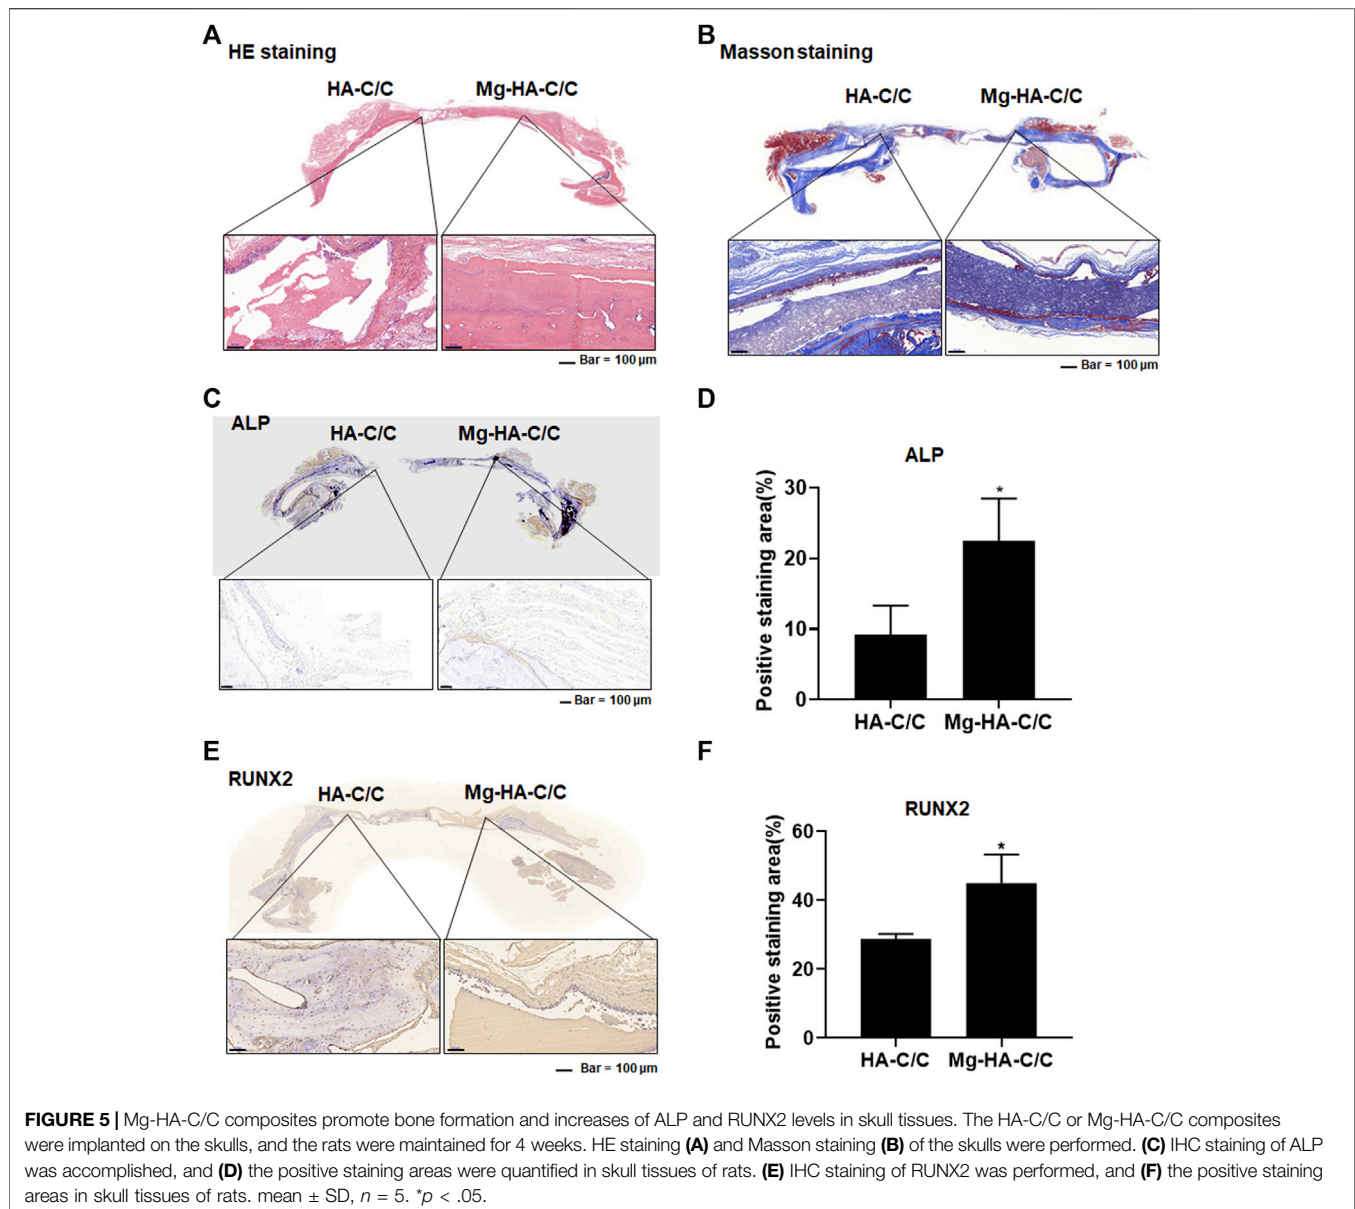 A
HE staining
HA-C/C
Mg-HA-C/C
Bar = 100 µm
B
Masson staining
HA-C/C
Mg-HA-C/C
Bar = 100 µm
C
ALP
HA-C/C
Mg-HA-C/C
Bar = 100 µm
D
ALP
Positive staining area(%)
30
20
10
0
HA-C/C
Mg-HA-C/C
*
E
RUNX2
HA-C/C
Mg-HA-C/C
Bar = 100 µm
F
RUNX2
Positive staining area(%)
60
40
20
0
HA-C/C
Mg-HA-C/C
*
FIGURE 5 | Mg-HA-C/C composites promote bone formation and increases of ALP and RUNX2 levels in skull tissues. The HA-C/C or Mg-HA-C/C composites
were implanted on the skulls, and the rats were maintained for 4 weeks. HE staining (A) and Masson staining (B) of the skulls were performed. (C) IHC staining of ALP
was accomplished, and (D) the positive staining areas were quantified in skull tissues of rats. (E) IHC staining of RUNX2 was performed, and (F) the positive staining
areas in skull tissues of rats. mean ± SD, n = 5. *p < .05.